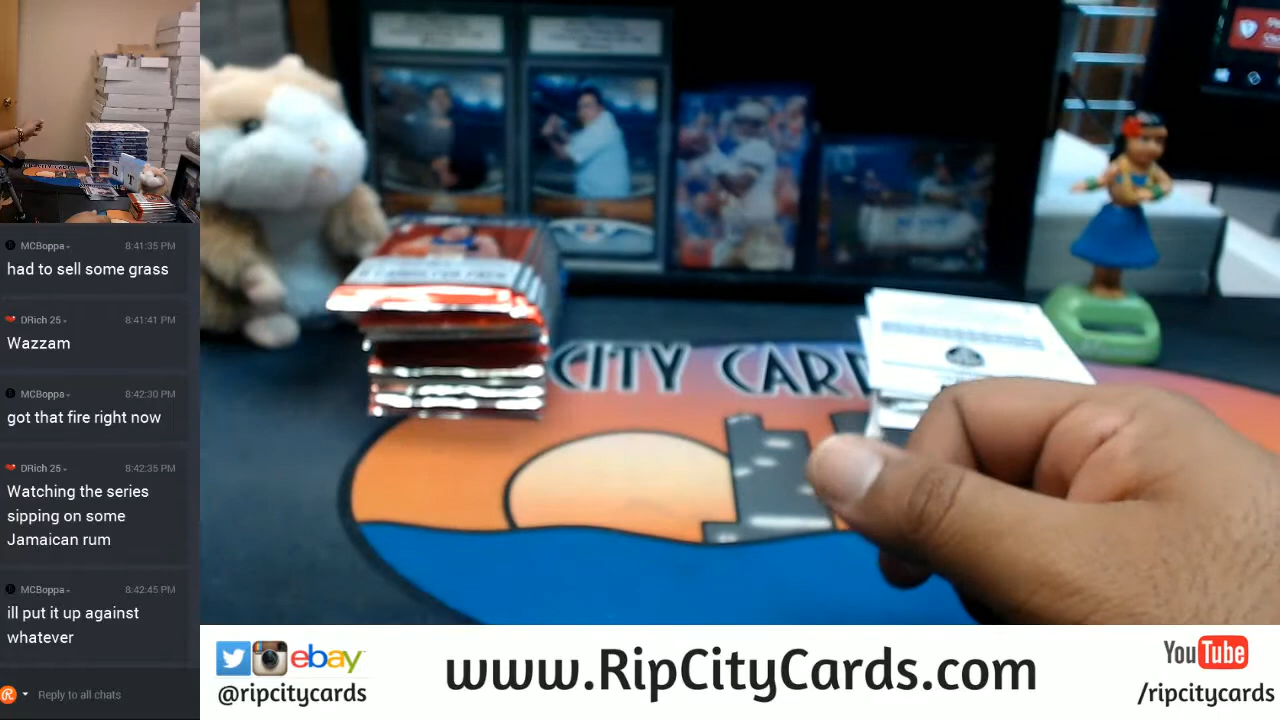 MCBoppa 8:41:35 PM
had to sell some grass
DRich 25 8:41:41 PM
Wazzam
MCBoppa 8:42:30 PM
got that fire right now
DRich 25 8:42:35 PM
Watching the series
sipping on some
Jamaican rum
MCBoppa 8:42:45 PM
ill put it up against
whatever
Reply to all chats
CITY CARD
ebay
@ripcitycards
www.RipCityCards.com
YouTube
/ripcitycards